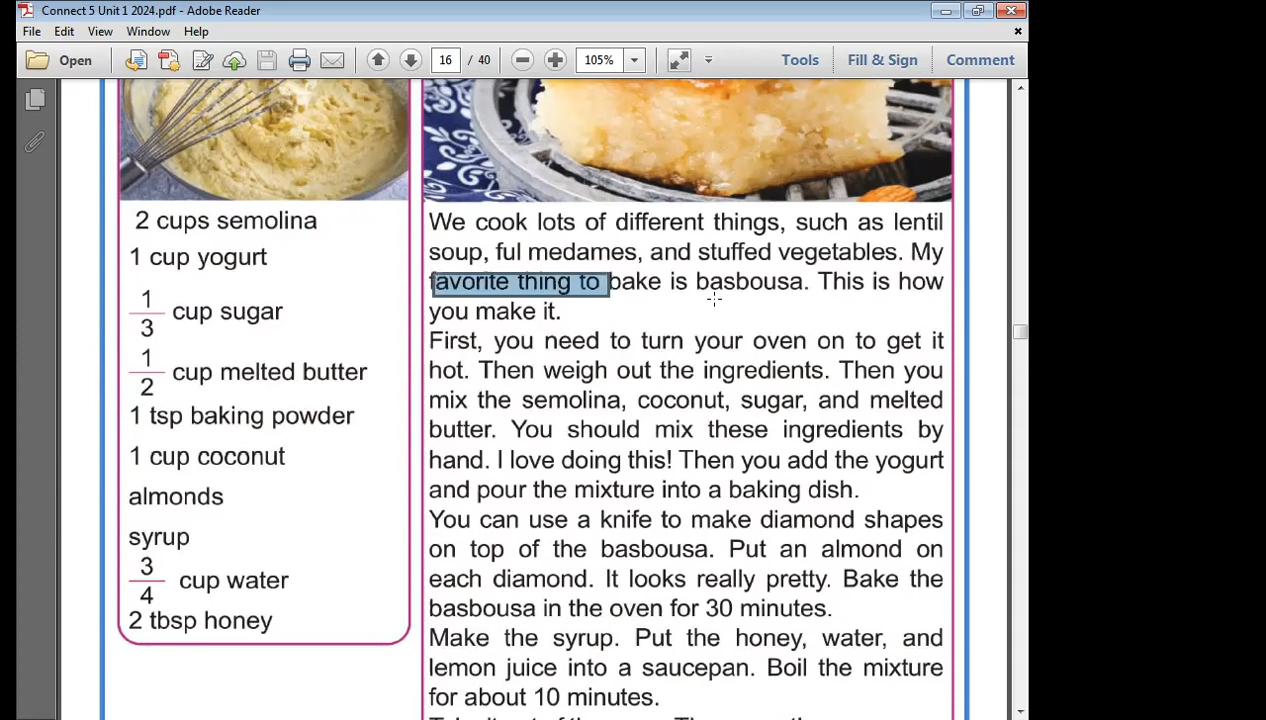 Connect 5 Unit 1 2024.pdf - Adobe Reader
File Edit View Window Help
Open 16 / 40 105% Tools Fill & Sign Comment
2 cups semolina
1 cup yogurt
1/3 cup sugar
1/2 cup melted butter
1 tsp baking powder
1 cup coconut
almonds
syrup
3/4 cup water
2 tbsp honey
We cook lots of different things, such as lentil
soup, ful medames, and stuffed vegetables. My
favorite thing to bake is basbousa. This is how
you make it.
First, you need to turn your oven on to get it
hot. Then weigh out the ingredients. Then you
mix the semolina, coconut, sugar, and melted
butter. You should mix these ingredients by
hand. I love doing this! Then you add the yogurt
and pour the mixture into a baking dish.
You can use a knife to make diamond shapes
on top of the basbousa. Put an almond on
each diamond. It looks really pretty. Bake the
basbousa in the oven for 30 minutes.
Make the syrup. Put the honey, water, and
lemon juice into a saucepan. Boil the mixture
for about 10 minutes.